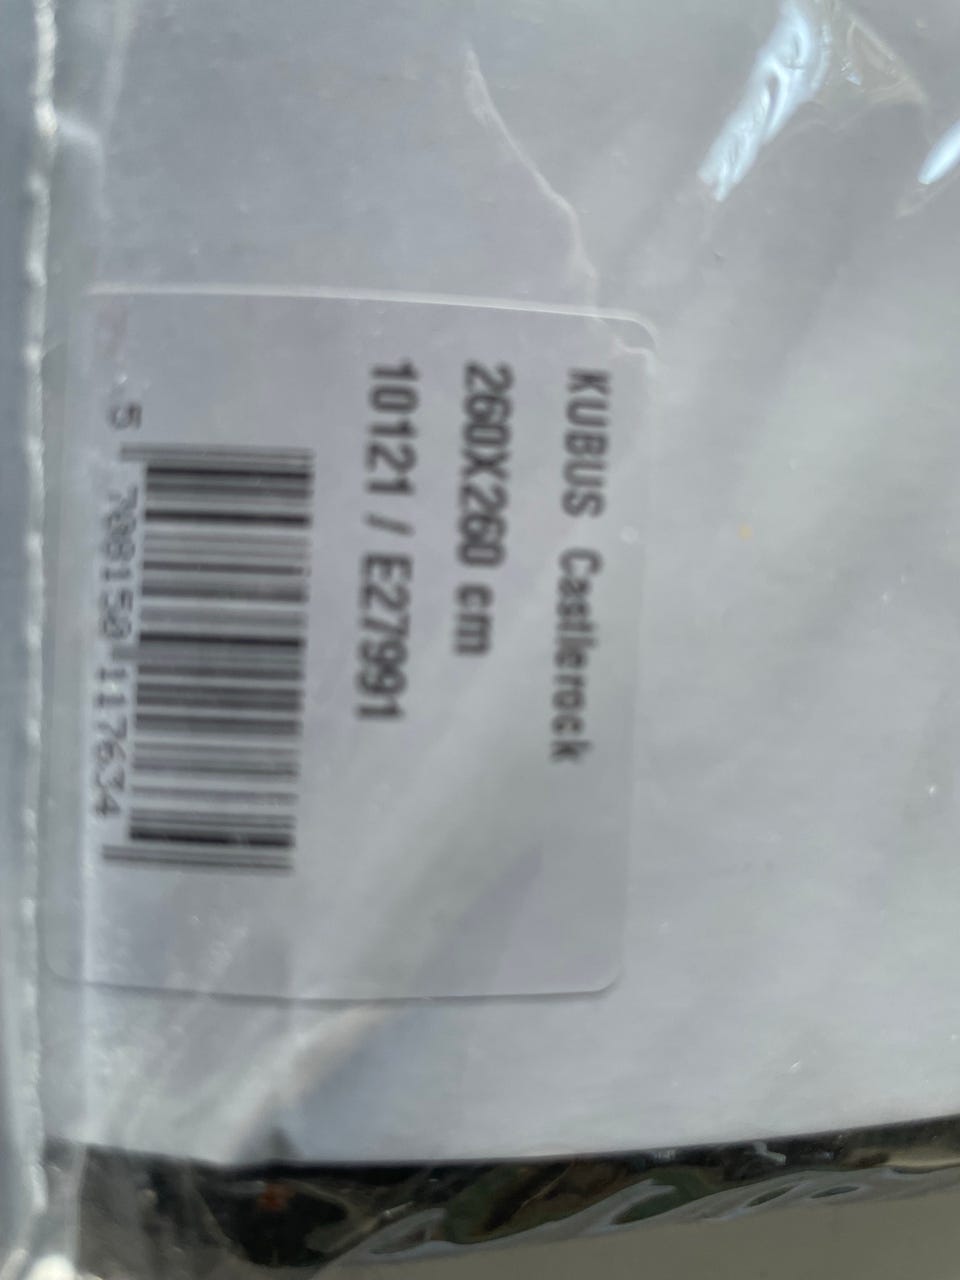 KUBUS Castlerock
260X260 cm
10121 / E27991
5 708150 117634